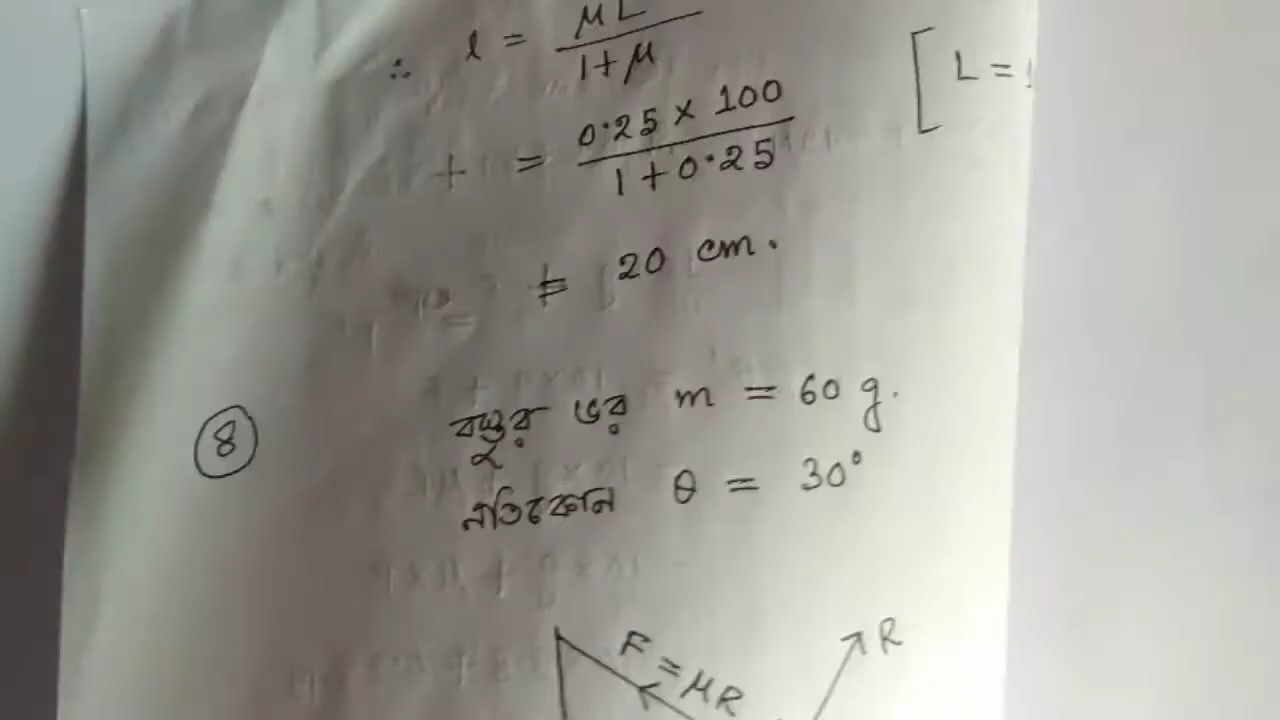 ∴ l = μL / 1+μ [L =
= 0.25 × 100 / 1 + 0.25
= 20 cm.
8 বস্তুর ভর m = 60 g.
নতিকোন θ = 30°
F = μR
R